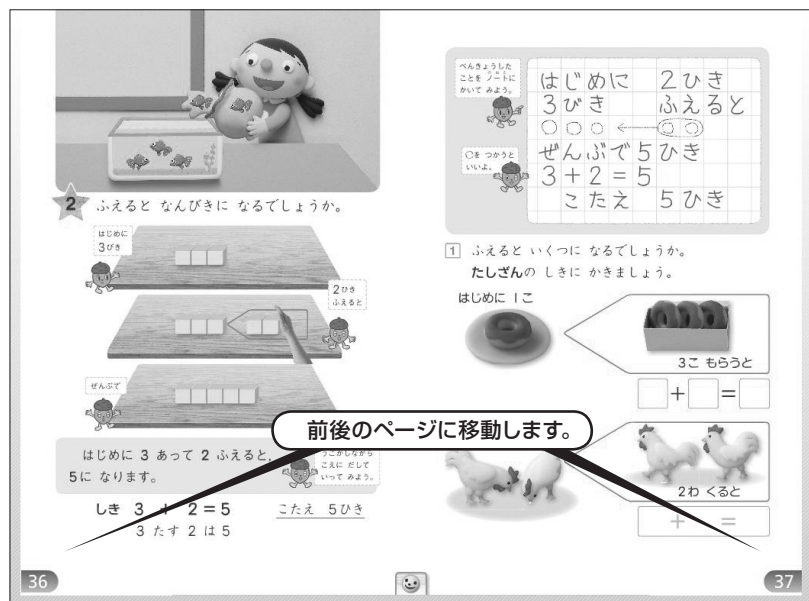 2 ふえると なんびきに なるでしょうか。
はじめに
3びき
2ひき
ふえると
ぜんぶで
はじめに 3 あって 2 ふえると、
5に なります。
うごかしながら
こえに だして
いって みよう。
しき 3 + 2 = 5
こたえ 5ひき
3 たす 2 は 5
36
べんきょうした
ことを ノートに
かいて みよう。
○を つかうと
いいよ。
はじめに 2ひき
3びき ふえると
ぜんぶで5ひき
3+2=5
こたえ 5ひき
1 ふえると いくつに なるでしょうか。
たしざんの しきに かきましょう。
はじめに 1こ
3こ もらうと
+ =
2わ くると
+ =
37
前後のページに移動します。